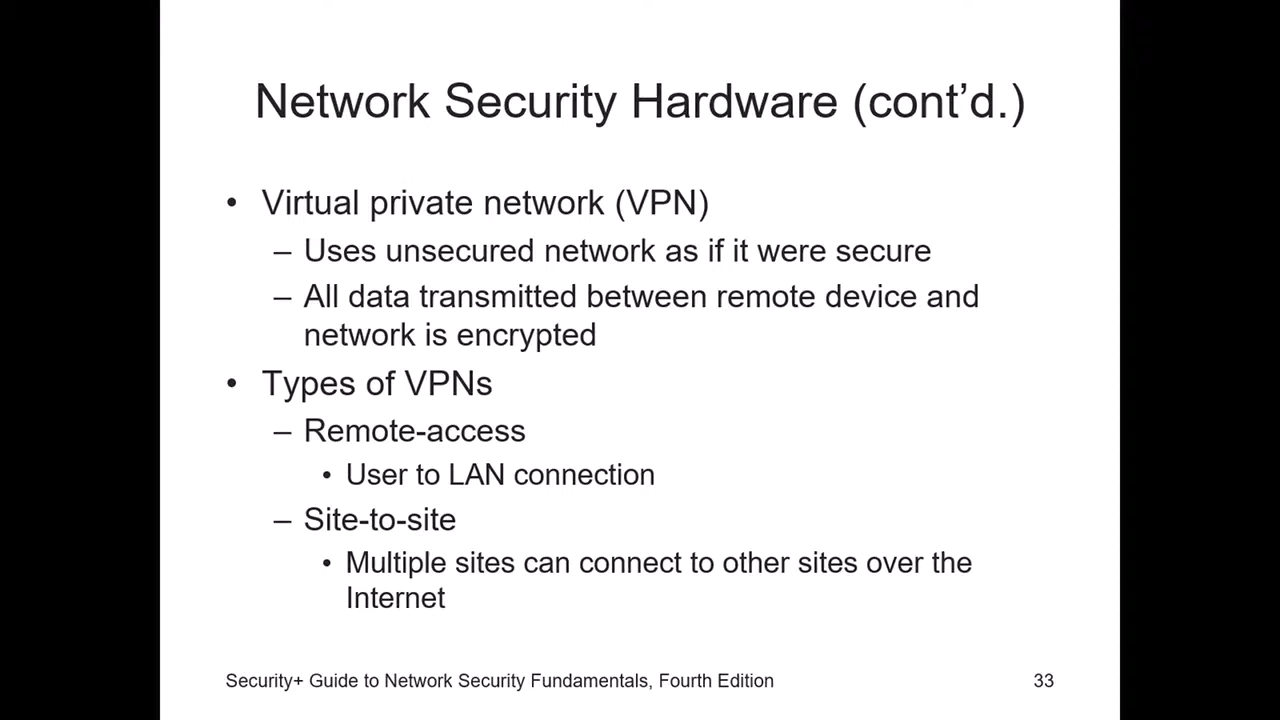 Network Security Hardware (cont’d.)
• Virtual private network (VPN)
– Uses unsecured network as if it were secure
– All data transmitted between remote device and
network is encrypted
• Types of VPNs
– Remote-access
• User to LAN connection
– Site-to-site
• Multiple sites can connect to other sites over the
Internet
Security+ Guide to Network Security Fundamentals, Fourth Edition 33